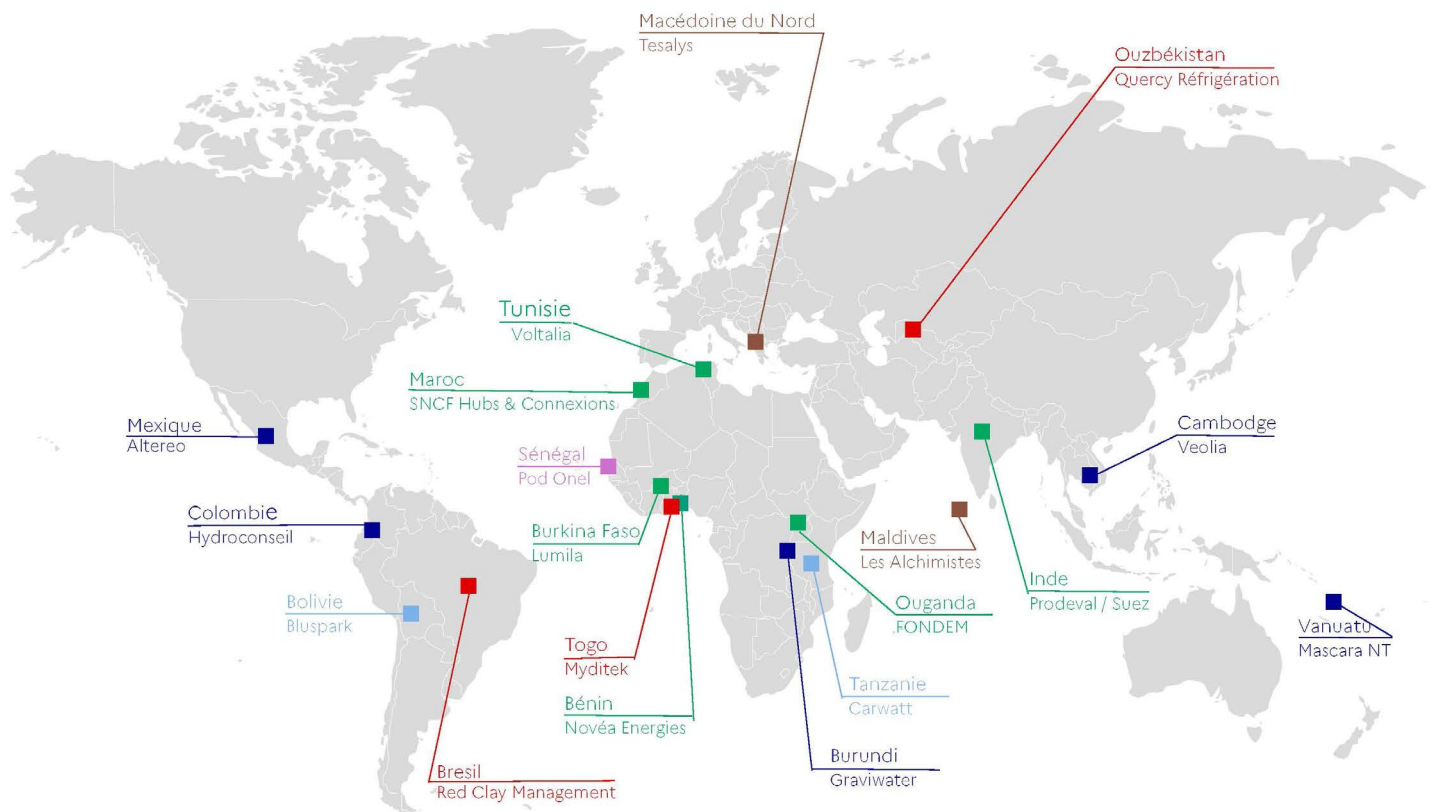 Macédoine du Nord
Tesalys
Ouzbékistan
Quercy Réfrigération
Tunisie
Voltalia
Maroc
SNCF Hubs & Connexions
Mexique
Altereo
Cambodge
Veolia
Sénégal
Pod Onel
Colombie
Hydroconseil
Burkina Faso
Lumila
Maldives
Les Alchimistes
Inde
Prodeval / Suez
Bolivie
Bluspark
Ouganda
.FONDEM
Vanuatu
Mascara NT
Togo
Myditek
Tanzanie
Carwatt
Bénin
Novéa Energies
Burundi
Graviwater
Bresil
Red Clay Management